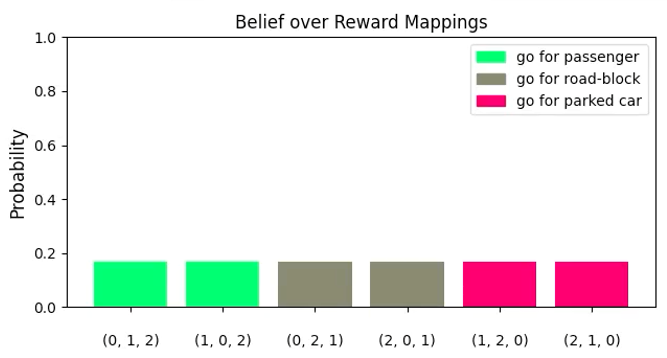 Belief over Reward Mappings
Probability
1.0
0.8
0.6
0.4
0.2
0.0
go for passenger
go for road-block
go for parked car
(0, 1, 2) (1, 0, 2) (0, 2, 1) (2, 0, 1) (1, 2, 0) (2, 1, 0)